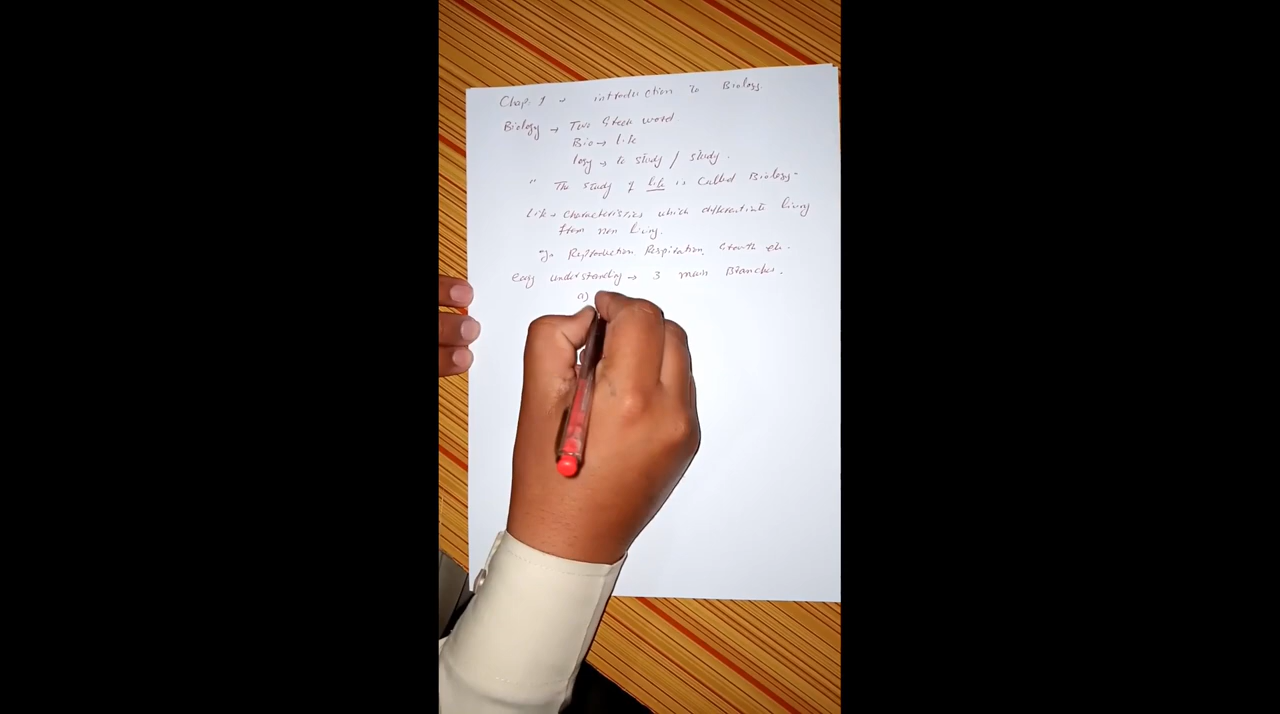 Chap. 1 → introduction to Biology.
Biology → Two Greek word
Bio → Life
logy → to study / study.
" The study of life is called Biology -
Life → Characteristics which differentiate living
from non living.
Reproduction, Respiration, Growth etc.
easy understanding → 3 main Branches.
a)